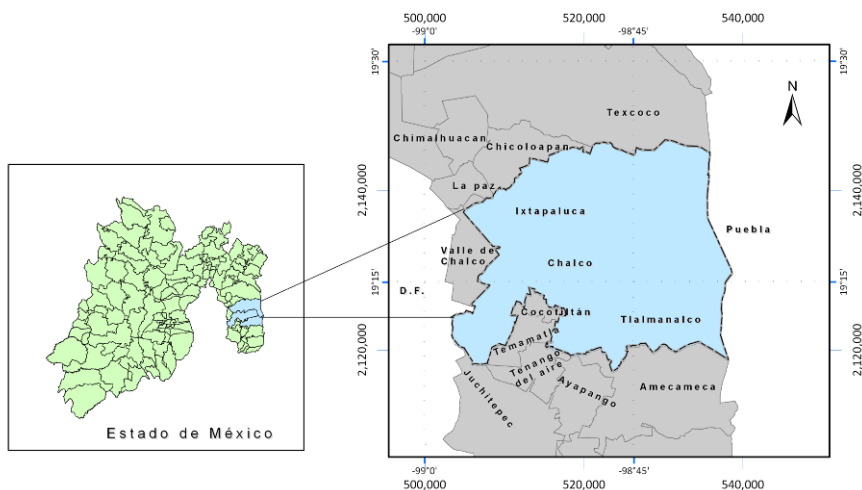 500,000
520,000
540,000
-99°0'
-98°45'
19°30'
19°30'
N
Texcoco
Chimalhuacan
Chicoloapan
La paz
2,140,000
2,140,000
Ixtapaluca
Puebla
Valle de
Chalco
Chalco
19°15'
19°15'
D.F.
Cocotitlán
Tlalmanalco
Temamatla
2,120,000
2,120,000
Tenango
del aire
Juchitepec
Ayapango
Amecameca
Estado de México
-99°0'
-98°45'
500,000
520,000
540,000